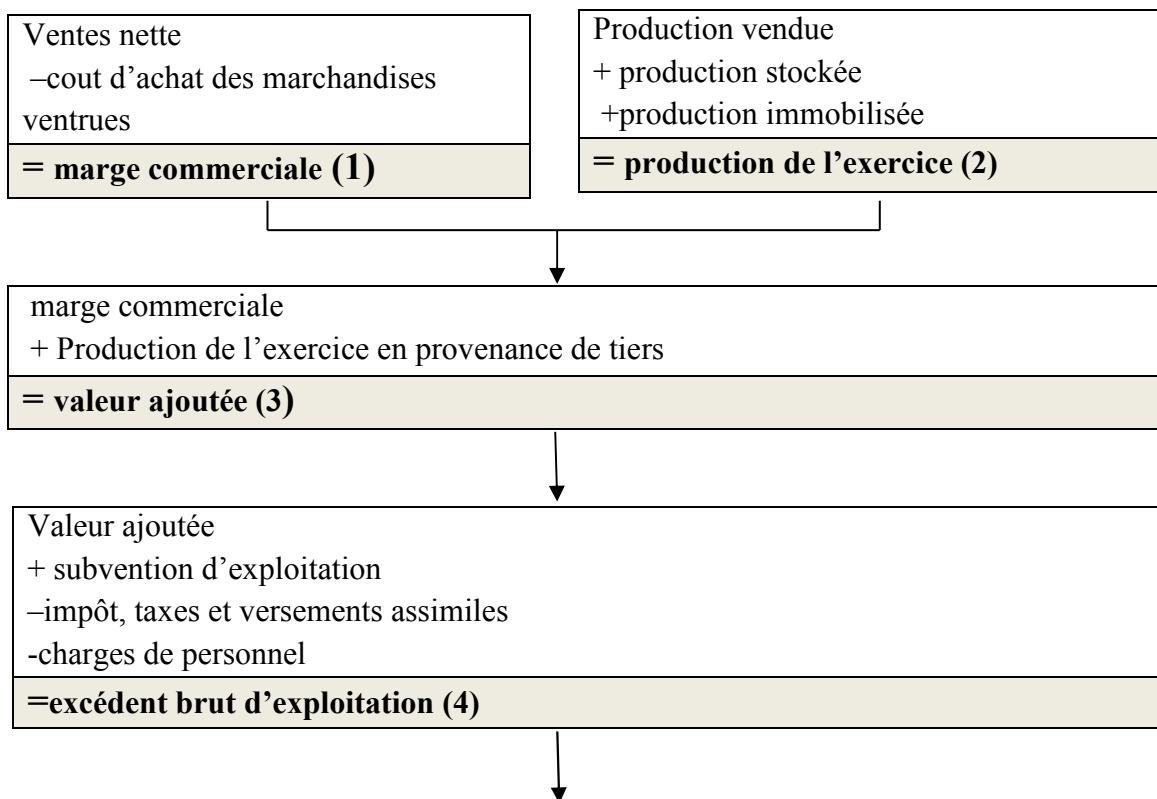 Ventes nette
–cout d’achat des marchandises
ventrues
= marge commerciale (1)
Production vendue
+ production stockée
+production immobilisée
= production de l’exercice (2)
marge commerciale
+ Production de l’exercice en provenance de tiers
= valeur ajoutée (3)
Valeur ajoutée
+ subvention d’exploitation
–impôt, taxes et versements assimiles
-charges de personnel
=excédent brut d’exploitation (4)